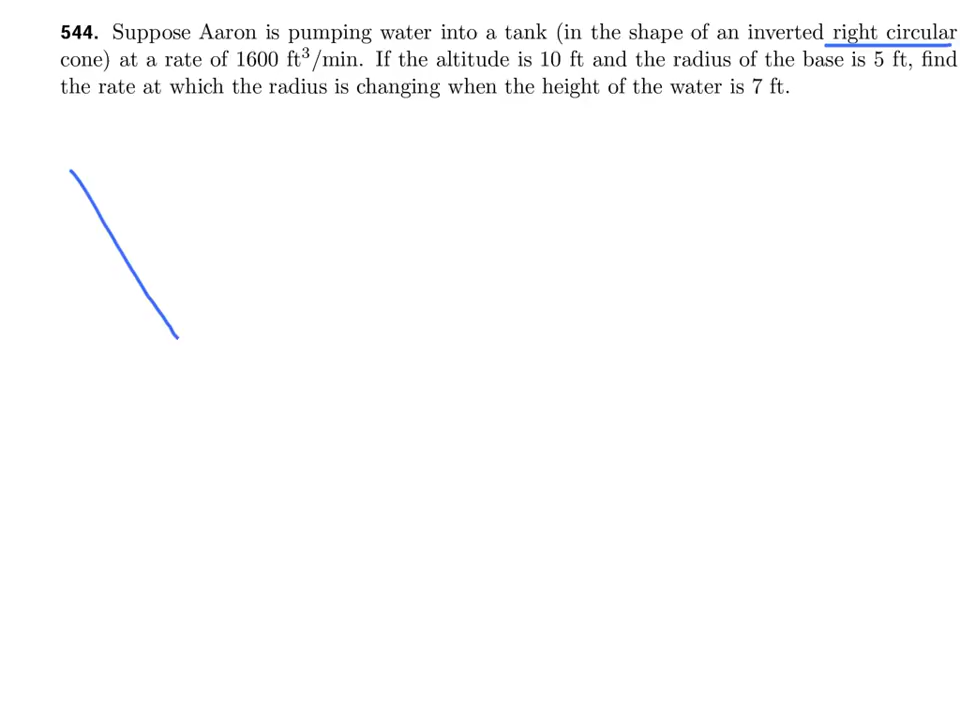 544. Suppose Aaron is pumping water into a tank (in the shape of an inverted right circular
cone) at a rate of 1600 ft³/min. If the altitude is 10 ft and the radius of the base is 5 ft, find
the rate at which the radius is changing when the height of the water is 7 ft.